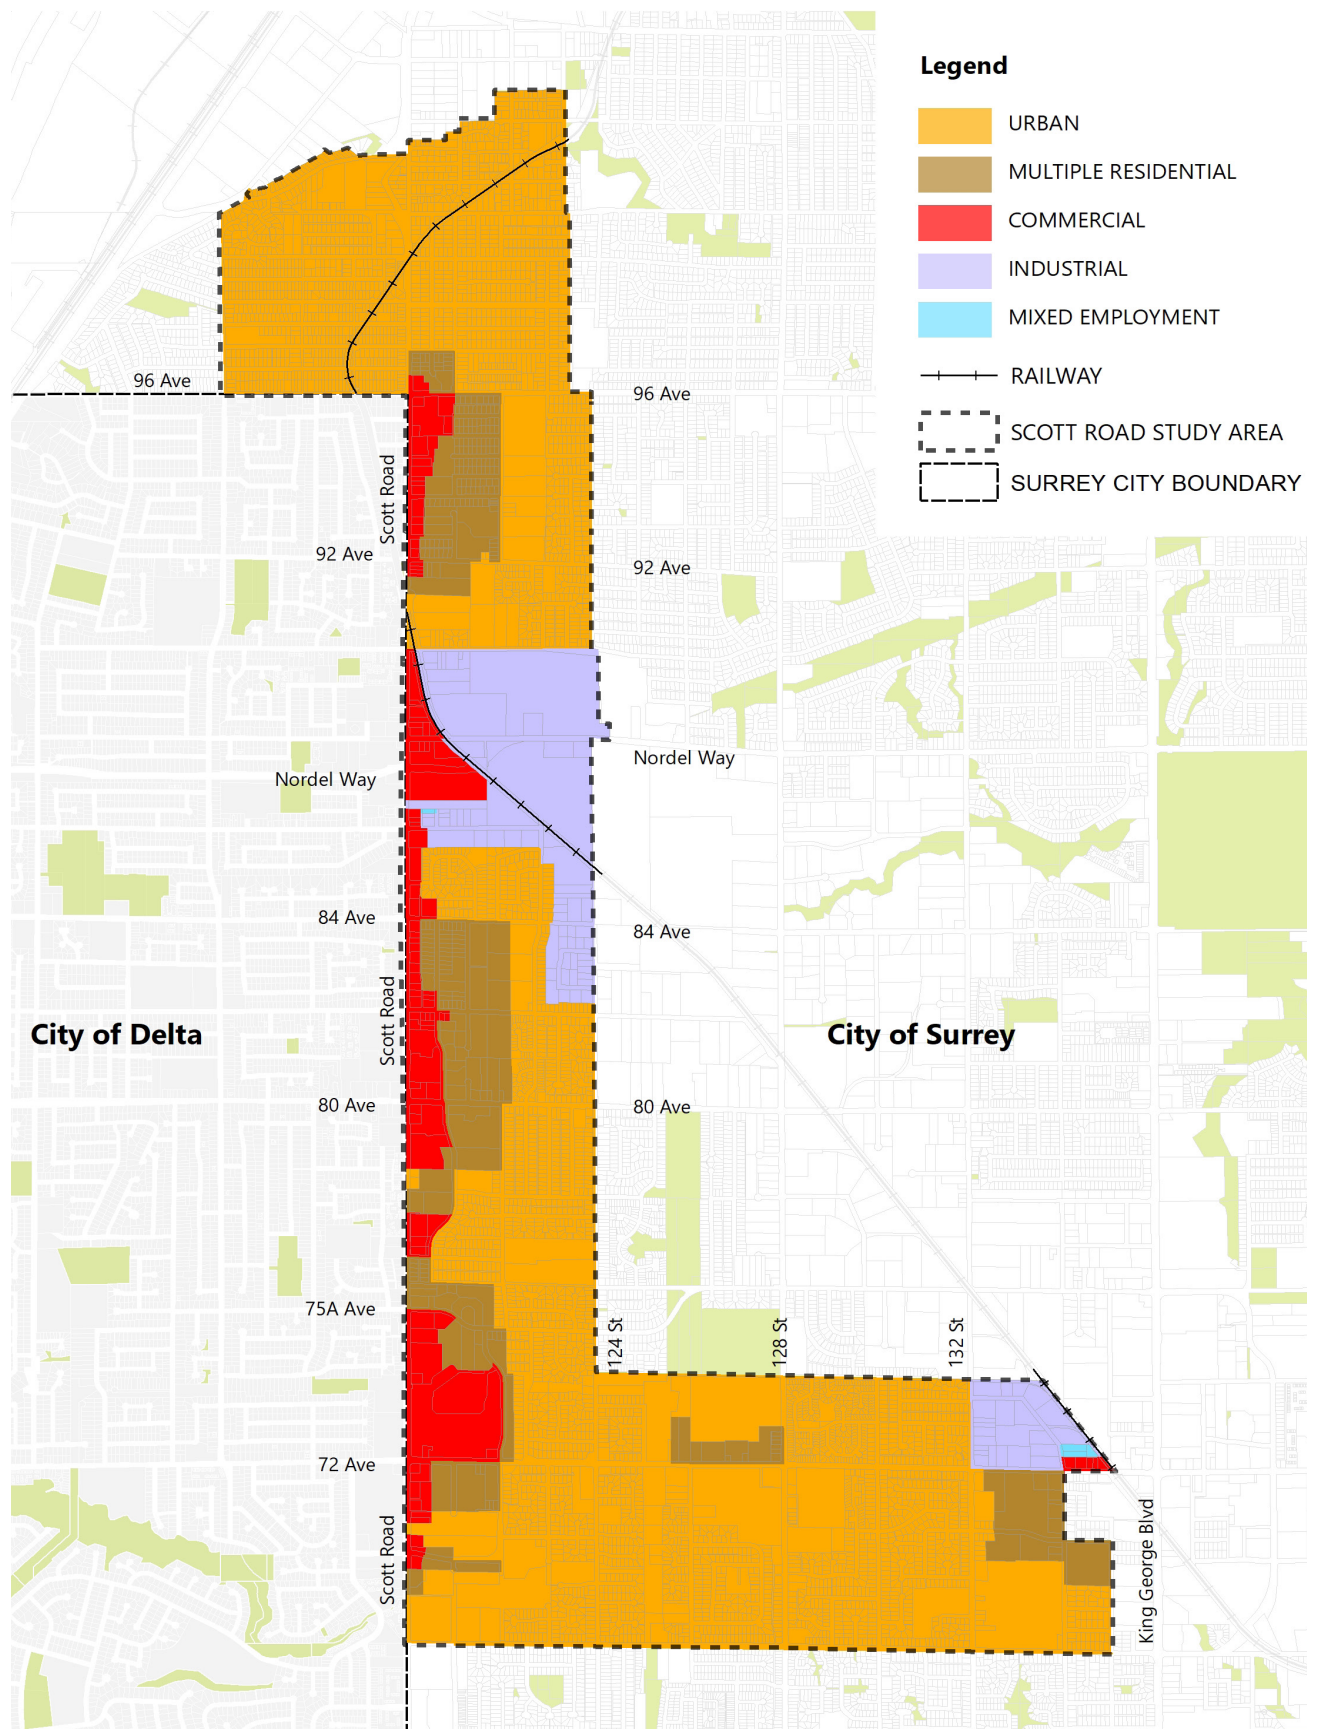 Legend
URBAN
MULTIPLE RESIDENTIAL
COMMERCIAL
INDUSTRIAL
MIXED EMPLOYMENT
RAILWAY
SCOTT ROAD STUDY AREA
SURREY CITY BOUNDARY
96 Ave
96 Ave
Scott Road
92 Ave
92 Ave
Nordel Way
Nordel Way
84 Ave
84 Ave
Scott Road
City of Delta
City of Surrey
80 Ave
80 Ave
75A Ave
124 St
128 St
132 St
72 Ave
Scott Road
King George Blvd